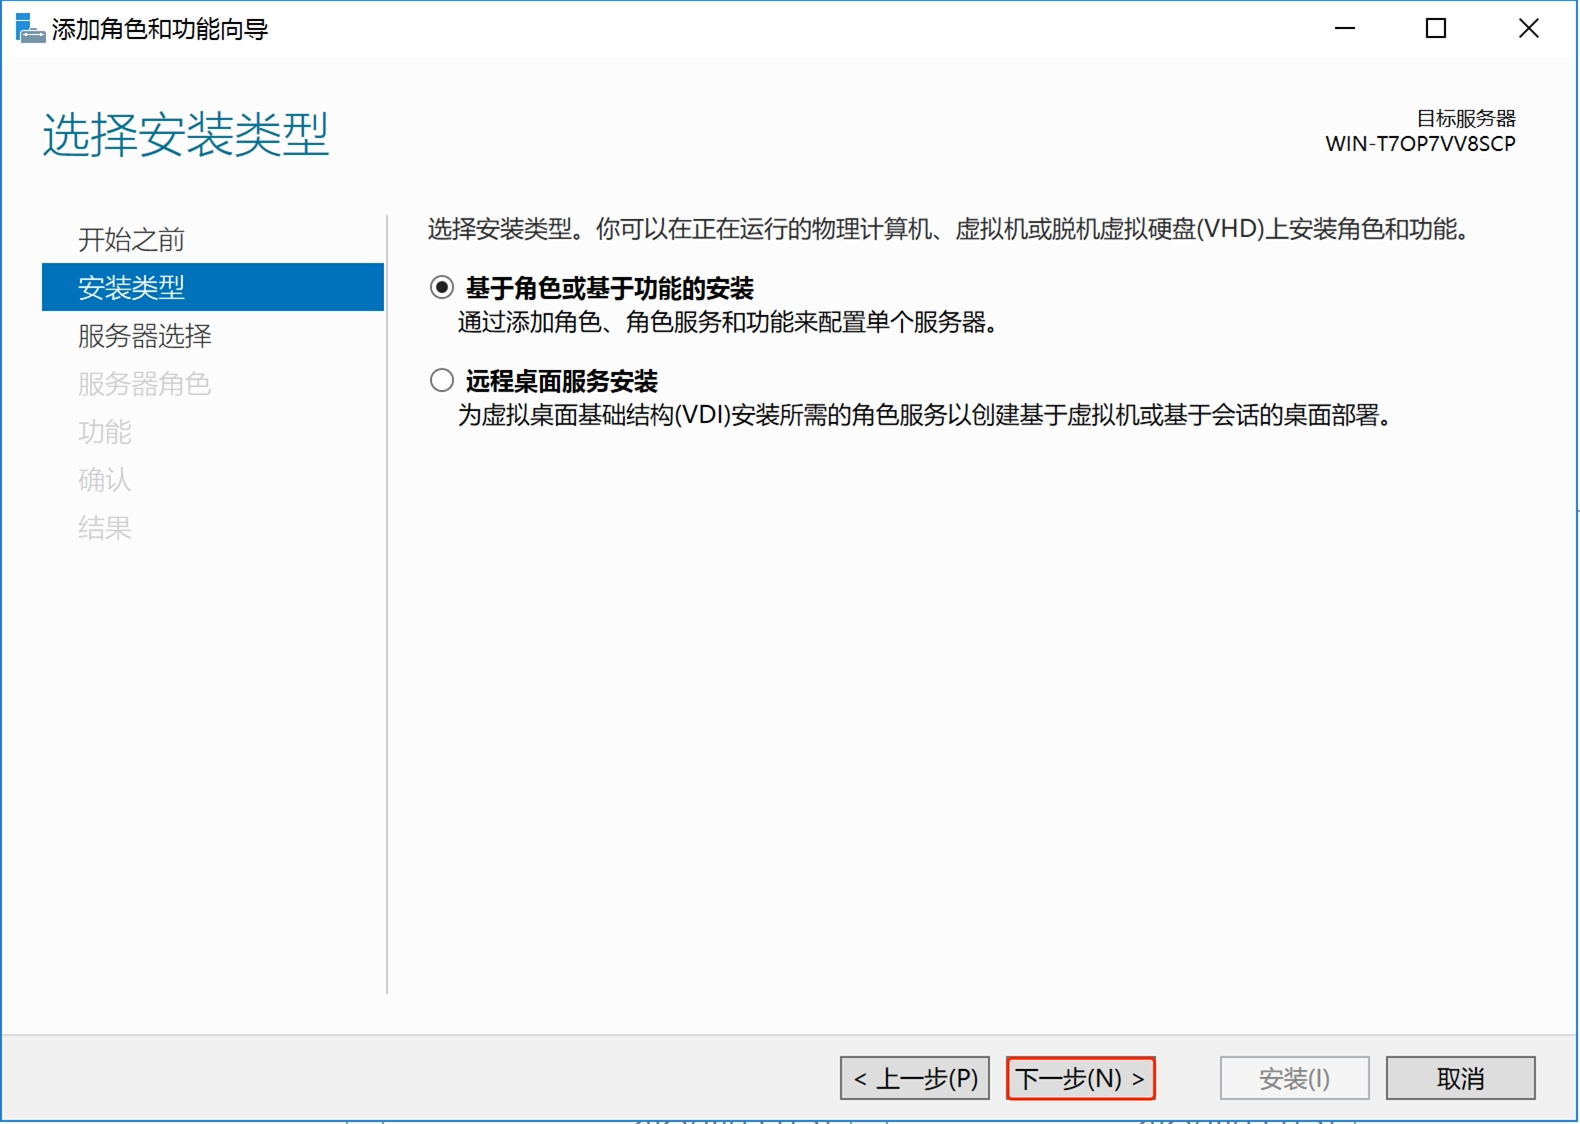 添加角色和功能向导
选择安装类型
目标服务器
WIN-T7OP7VV8SCP
开始之前
安装类型
服务器选择
服务器角色
功能
确认
结果
选择安装类型。你可以在正在运行的物理计算机、虚拟机或脱机虚拟硬盘(VHD)上安装角色和功能。
基于角色或基于功能的安装
通过添加角色、角色服务和功能来配置单个服务器。
远程桌面服务安装
为虚拟桌面基础结构(VDI)安装所需的角色服务以创建基于虚拟机或基于会话的桌面部署。
< 上一步(P)
下一步(N) >
安装(I)
取消